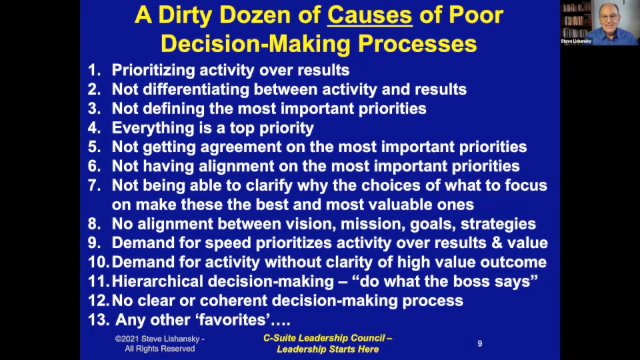 A Dirty Dozen of Causes of Poor
Decision-Making Processes
1. Prioritizing activity over results.
2. Not differentiating between activity and results
3. Not defining the most important priorities
4. Everything is a top priority
5. Not getting agreement on the most important priorities
6. Not having alignment on the most important priorities
7. Not being able to clarify why the choices of what to focus
on make these the best and most valuable ones
8. No alignment between vision, mission, goals, strategies
9. Demand for speed prioritizes activity over results & value
10. Demand for activity without clarity of high value outcome
11. Hierarchical decision-making – "do what the boss says"
12. No clear or coherent decision-making process
13. Any other 'favorites'….
©2021 Steve Lishansky -
All Rights Reserved
C-Suite Leadership Council –
Leadership Starts Here
9
Steve Lishansky